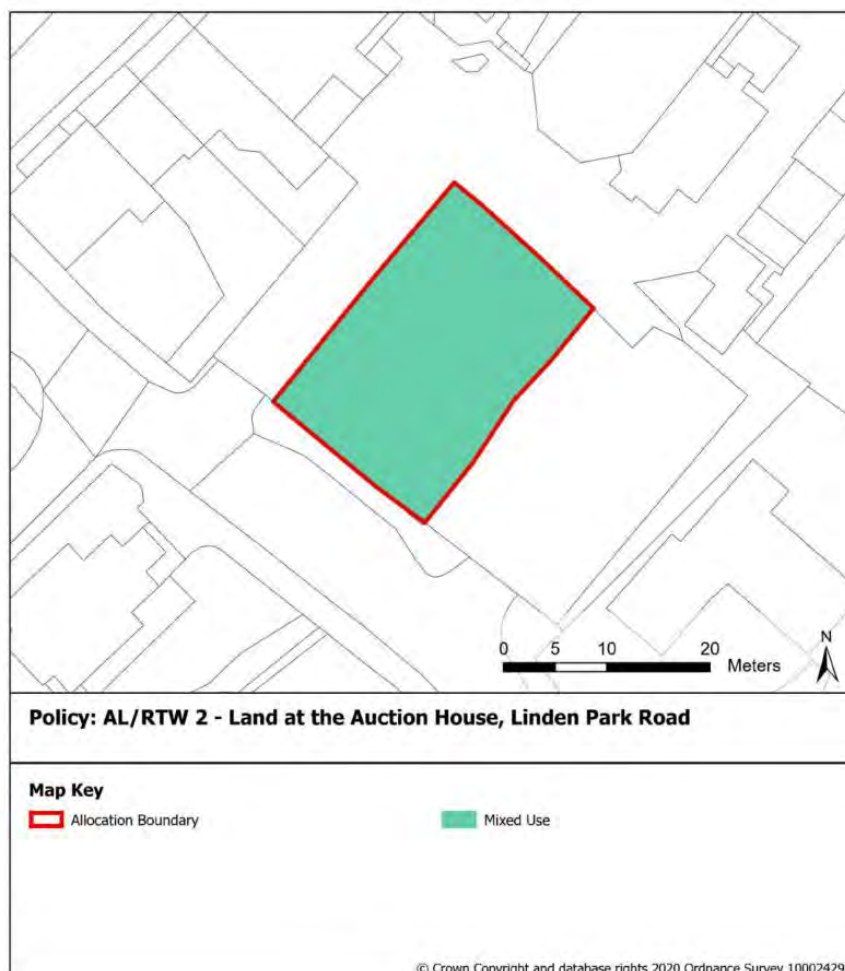 0 5 10 20
Meters
N
Policy: AL/RTW 2 - Land at the Auction House, Linden Park Road
Map Key
Allocation Boundary
Mixed Use
© Crown Copyright and database rights 2020 Ordnance Survey 10002429